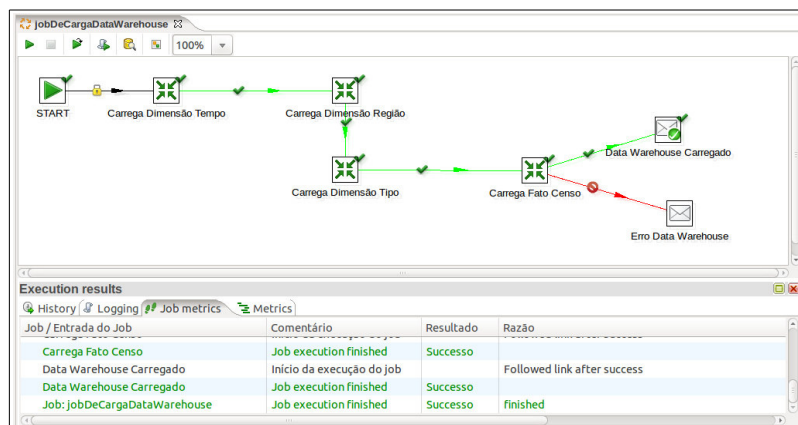 jobDeCargaDataWarehouse
100%
START
Carrega Dimensão Tempo
Carrega Dimensão Região
Data Warehouse Carregado
Carrega Dimensão Tipo
Carrega Fato Censo
Erro Data Warehouse
Execution results
History Logging Job metrics Metrics
Job / Entrada do Job Comentário Resultado Razão
Carrega Fato Censo Job execution finished Successo
Data Warehouse Carregado Início da execução do job Followed link after success
Data Warehouse Carregado Job execution finished Successo
Job: jobDeCargaDataWarehouse Job execution finished Successo finished